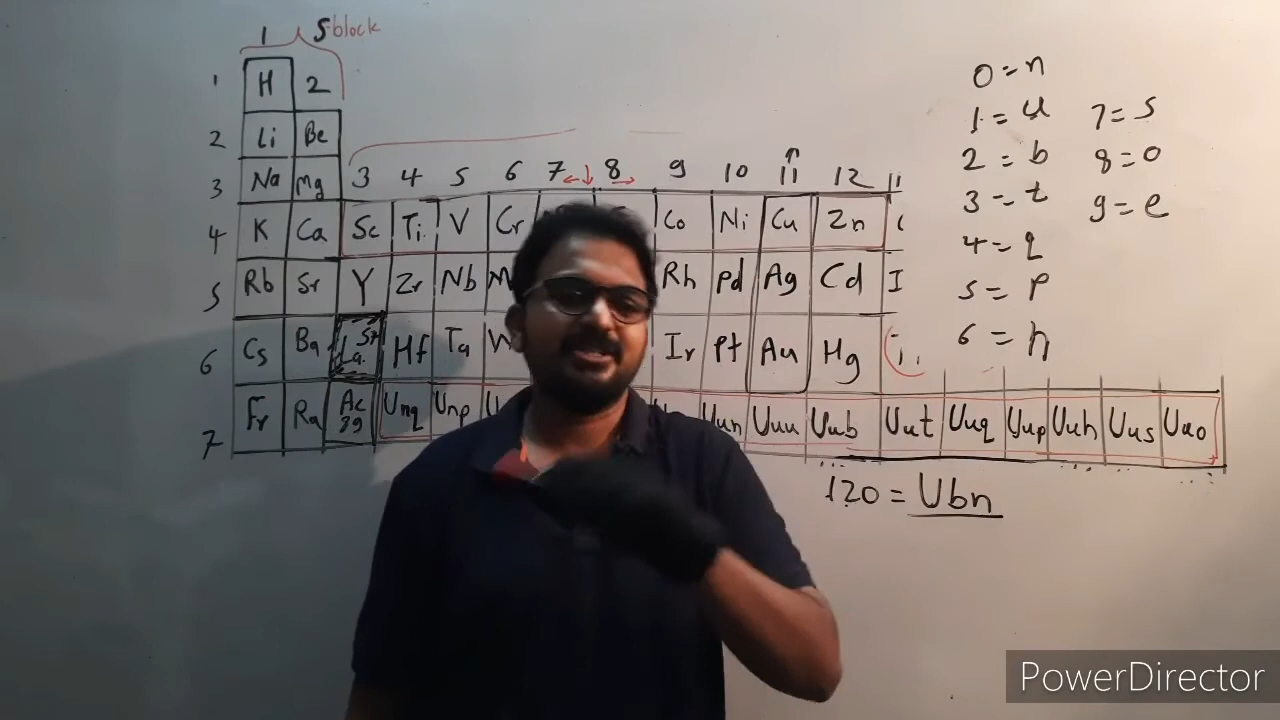 1 S-block
1 H 2
2 Li Be
3 Na Mg 3 4 5 6 7 8 9 10 11 12
4 K Ca Sc Ti V Cr Co Ni Cu Zn
5 Rb Sr Y Zr Nb Rh Pd Ag Cd
6 Cs Ba La Hf Ta W Ir Pt Au Hg
7 Fr Ra Ac Unq Unp Uun Uuu Uub Uut Uuq Uup Uuh Uus Uuo
120 = Ubn
0 = n
1 = u
2 = b
3 = t
4 = q
5 = p
6 = h
7 = s
8 = o
9 = e
PowerDirector